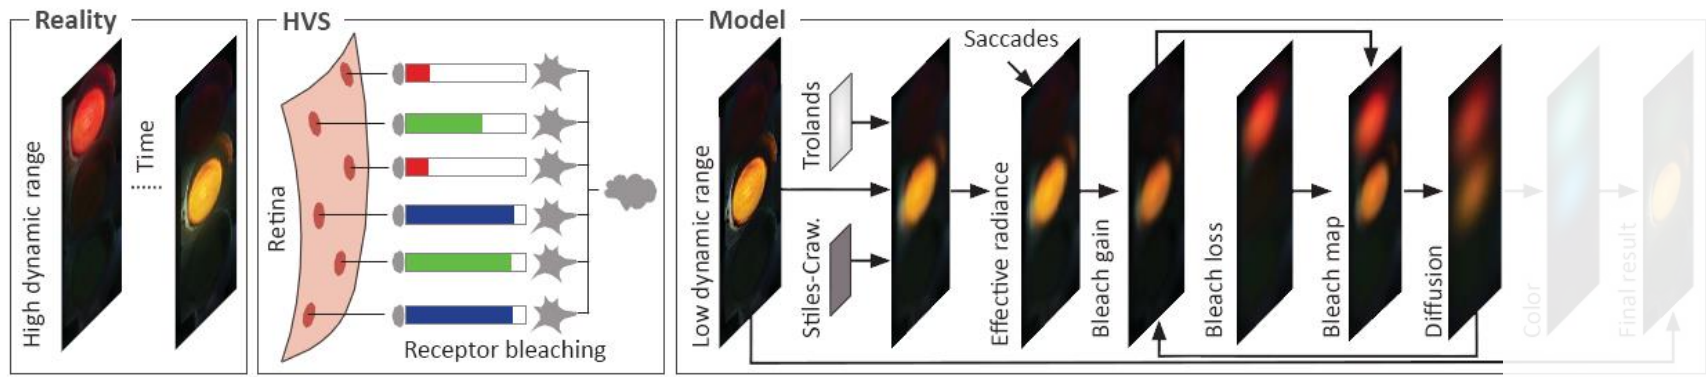 Reality
High dynamic range
Time
HVS
Retina
Receptor bleaching
Model
Low dynamic range
Trolands
Stiles-Craw.
Effective radiance
Saccades
Bleach gain
Bleach loss
Bleach map
Diffusion
Color
Final result